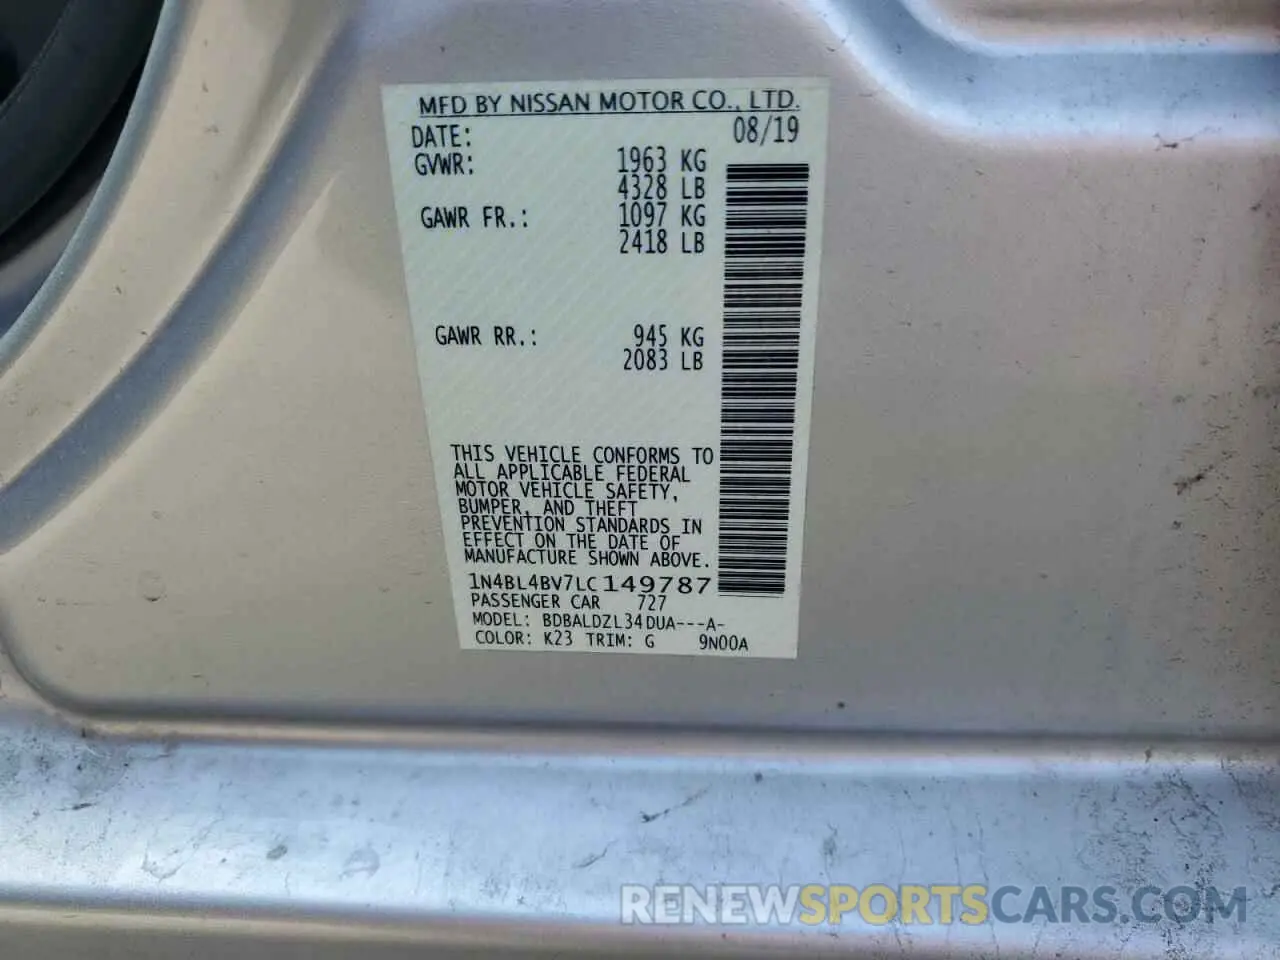 MFD BY NISSAN MOTOR CO., LTD.
DATE: 08/19
GVWR: 1963 KG
4328 LB
GAWR FR.: 1097 KG
2418 LB
GAWR RR.: 945 KG
2083 LB
THIS VEHICLE CONFORMS TO
ALL APPLICABLE FEDERAL
MOTOR VEHICLE SAFETY,
BUMPER, AND THEFT
PREVENTION STANDARDS IN
EFFECT ON THE DATE OF
MANUFACTURE SHOWN ABOVE.
1N4BL4BV7LC149787
PASSENGER CAR 727
MODEL: BDBALDZL34DUA---A-
COLOR: K23 TRIM: G 9N00A
RENEWSPORTSCARS.COM